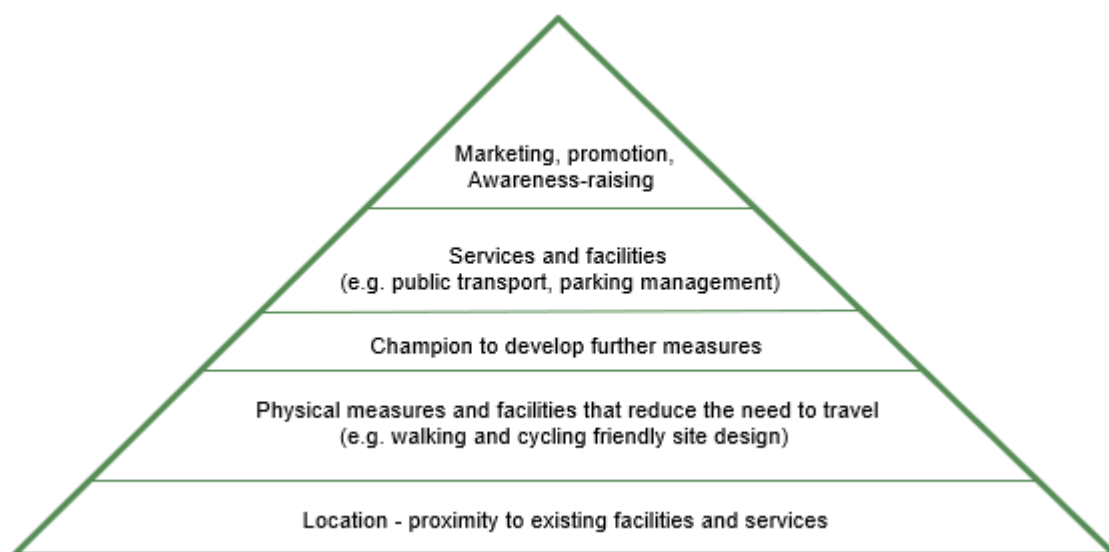 Marketing, promotion,
Awareness-raising
Services and facilities
(e.g. public transport, parking management)
Champion to develop further measures
Physical measures and facilities that reduce the need to travel
(e.g. walking and cycling friendly site design)
Location - proximity to existing facilities and services